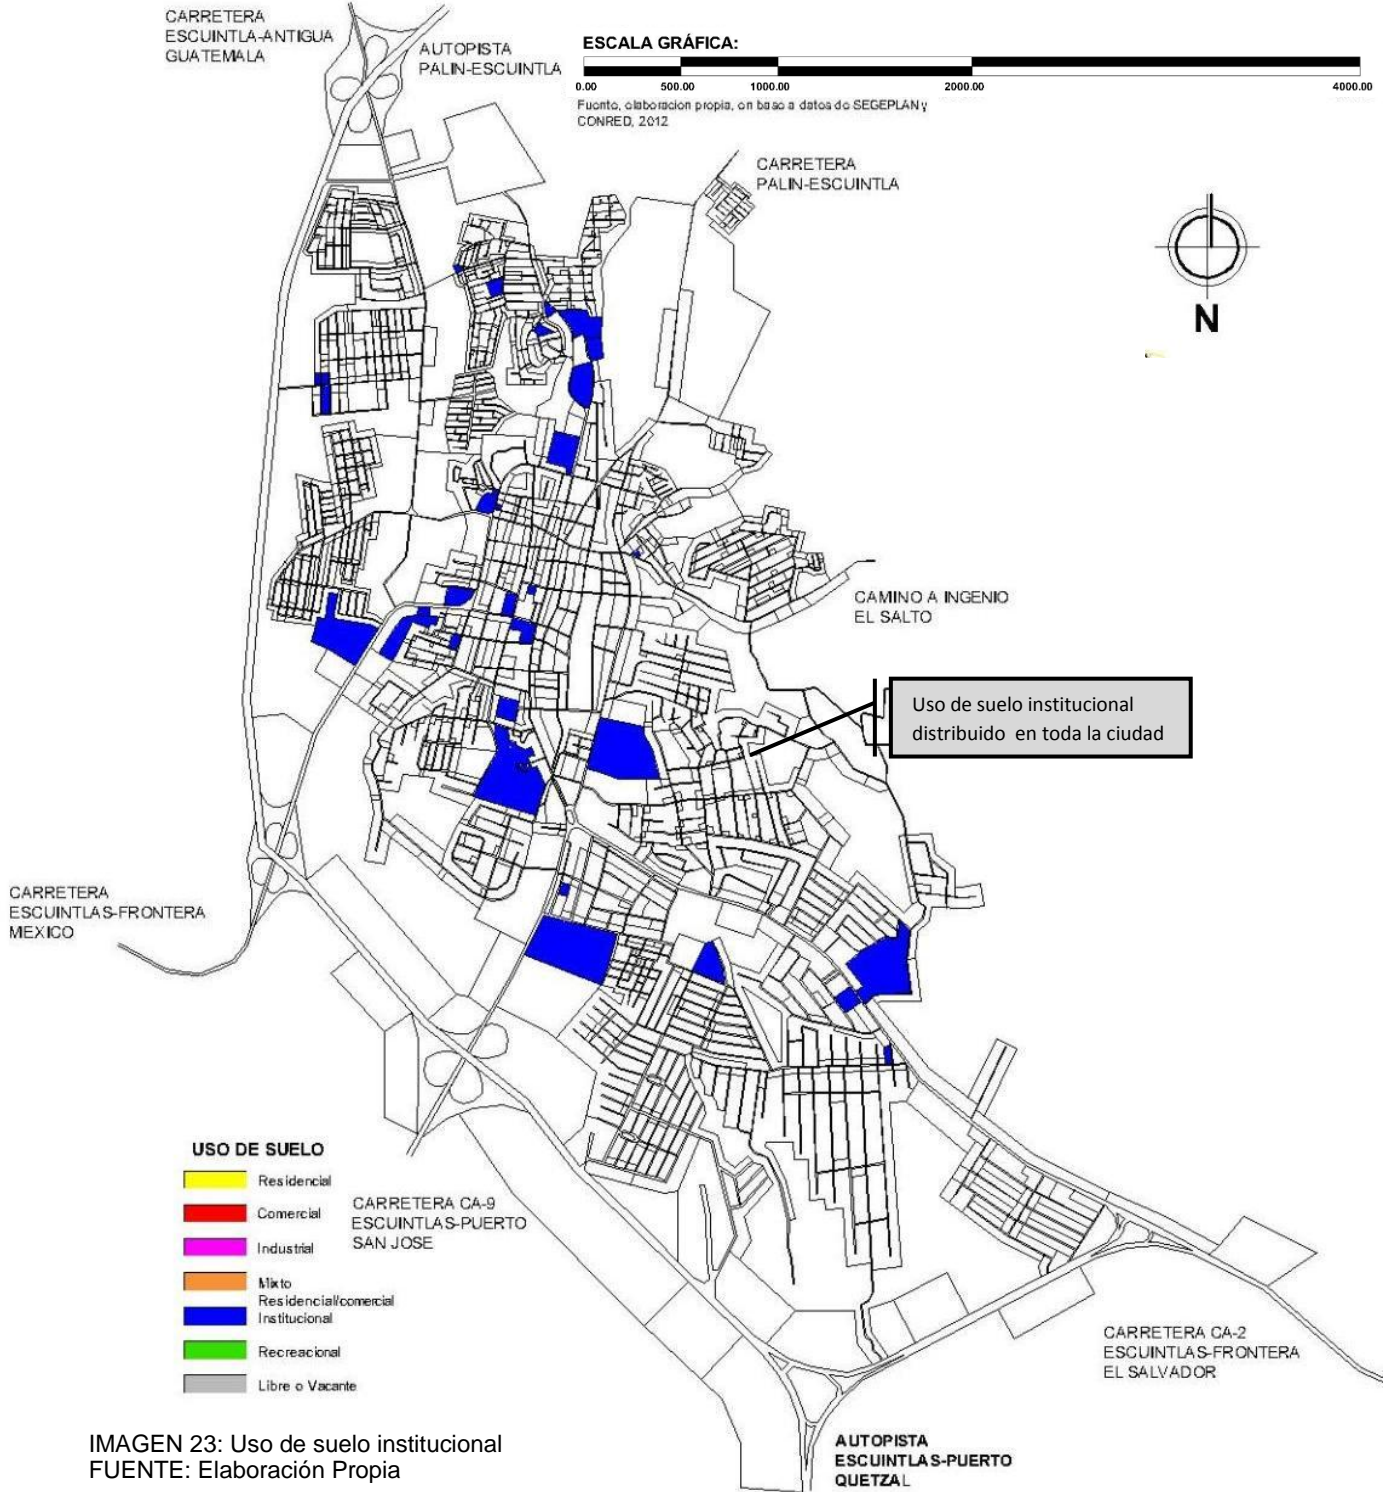 CARRETERA
ESCUINTLA-ANTIGUA
GUATEMALA
AUTOPISTA
PALIN-ESCUINTLA
ESCALA GRÁFICA:
0.00 500.00 1000.00 2000.00 4000.00
Fuente, elaboracion propia, en base a datos de SEGEPLAN y
CONRED, 2012
CARRETERA
PALIN-ESCUINTLA
N
CAMINO A INGENIO
EL SALTO
Uso de suelo institucional
distribuido en toda la ciudad
CARRETERA
ESCUINTLAS-FRONTERA
MEXICO
USO DE SUELO
Residencial
Comercial
Industrial
Mixto
Residencial/comercial
Institucional
Recreacional
Libre o Vacante
CARRETERA CA-9
ESCUINTLAS-PUERTO
SAN JOSE
CARRETERA CA-2
ESCUINTLAS-FRONTERA
EL SALVADOR
AUTOPISTA
ESCUINTLAS-PUERTO
QUETZAL
IMAGEN 23: Uso de suelo institucional
FUENTE: Elaboración Propia